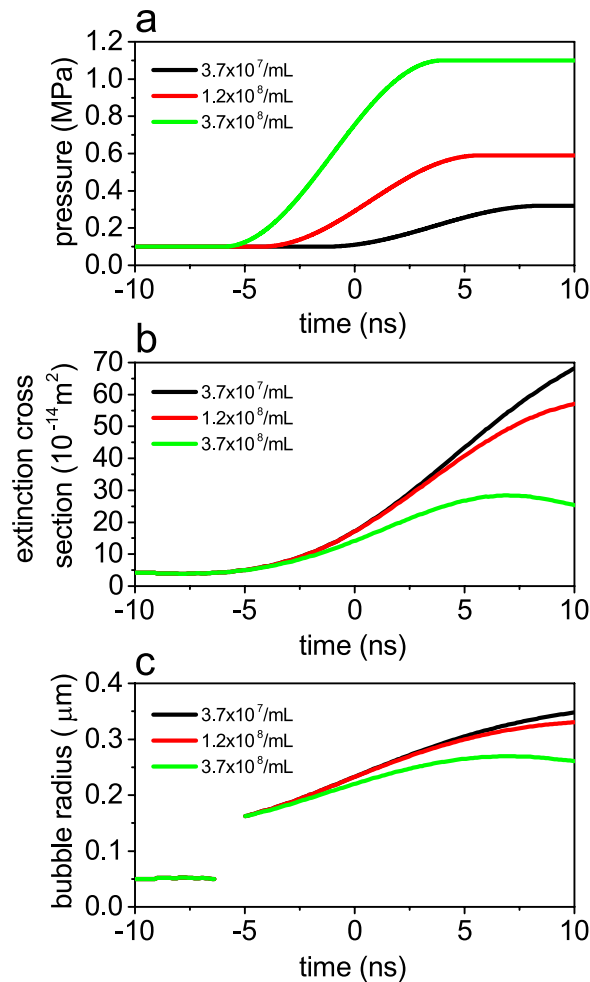 a
1.2
1.0
0.8
0.6
0.4
0.2
0.0
pressure (MPa)
3.7x10⁷/mL
1.2x10⁸/mL
3.7x10⁸/mL
-10 -5 0 5 10
time (ns)
b
70
60
50
40
30
20
10
0
extinction cross
section (10⁻¹⁴m²)
3.7x10⁷/mL
1.2x10⁸/mL
3.7x10⁸/mL
-10 -5 0 5 10
time (ns)
c
0.4
0.3
0.2
0.1
0.0
bubble radius ( μm)
3.7x10⁷/mL
1.2x10⁸/mL
3.7x10⁸/mL
-10 -5 0 5 10
time (ns)